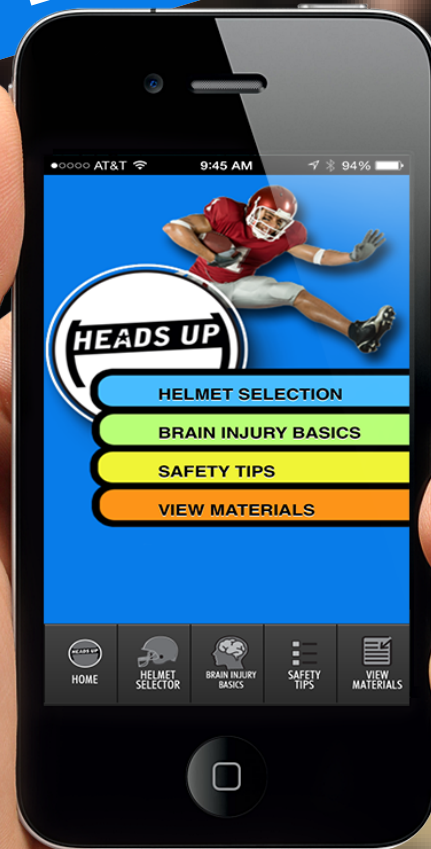 AT&T 9:45 AM 94%
HEADS UP
HELMET SELECTION
BRAIN INJURY BASICS
SAFETY TIPS
VIEW MATERIALS
HEADS UP
HOME
HELMET
SELECTOR
BRAIN INJURY
BASICS
SAFETY
TIPS
VIEW
MATERIALS